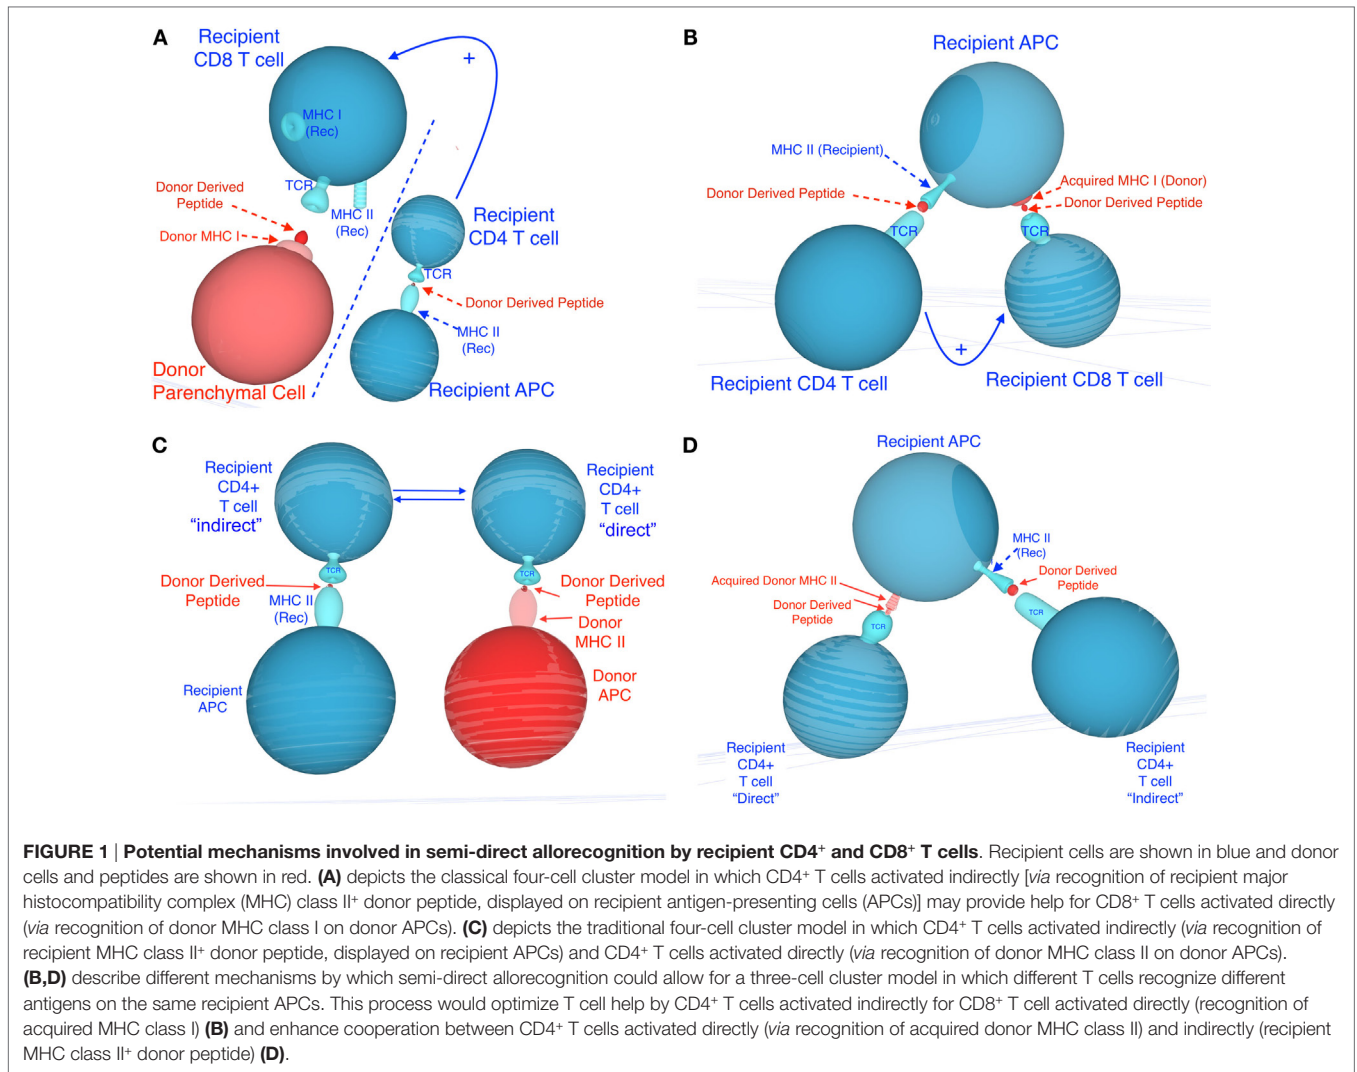 A
Recipient
CD8 T cell
+
MHC I
(Rec)
TCR
MHC II
(Rec)
Donor Derived
Peptide
Donor MHC I
Recipient
CD4 T cell
TCR
Donor Derived Peptide
MHC II
(Rec)
Donor
Parenchymal Cell
Recipient APC
B
Recipient APC
MHC II (Recipient)
Donor Derived Peptide
Acquired MHC I (Donor)
Donor Derived Peptide
TCR
TCR
+
Recipient CD4 T cell
Recipient CD8 T cell
C
Recipient
CD4+
T cell
“indirect”
Recipient
CD4+
T cell
“direct”
TCR
TCR
Donor Derived
Peptide
MHC II
(Rec)
Donor Derived
Peptide
Donor
MHC II
Recipient
APC
Donor
APC
D
Recipient APC
MHC II
(Rec)
Donor Derived
Peptide
Acquired Donor MHC II
Donor Derived
Peptide
TCR
TCR
Recipient
CD4+
T cell
“Direct”
Recipient
CD4+
T cell
“Indirect”
FIGURE 1 | Potential mechanisms involved in semi-direct allorecognition by recipient CD4⁺ and CD8⁺ T cells. Recipient cells are shown in blue and donor
cells and peptides are shown in red. (A) depicts the classical four-cell cluster model in which CD4⁺ T cells activated indirectly [via recognition of recipient major
histocompatibility complex (MHC) class II⁺ donor peptide, displayed on recipient antigen-presenting cells (APCs)] may provide help for CD8⁺ T cells activated directly
(via recognition of donor MHC class I on donor APCs). (C) depicts the traditional four-cell cluster model in which CD4⁺ T cells activated indirectly (via recognition of
recipient MHC class II⁺ donor peptide, displayed on recipient APCs) and CD4⁺ T cells activated directly (via recognition of donor MHC class II on donor APCs).
(B,D) describe different mechanisms by which semi-direct allorecognition could allow for a three-cell cluster model in which different T cells recognize different
antigens on the same recipient APCs. This process would optimize T cell help by CD4⁺ T cells activated indirectly for CD8⁺ T cell activated directly (recognition of
acquired MHC class I) (B) and enhance cooperation between CD4⁺ T cells activated directly (via recognition of acquired donor MHC class II) and indirectly (recipient
MHC class II⁺ donor peptide) (D).